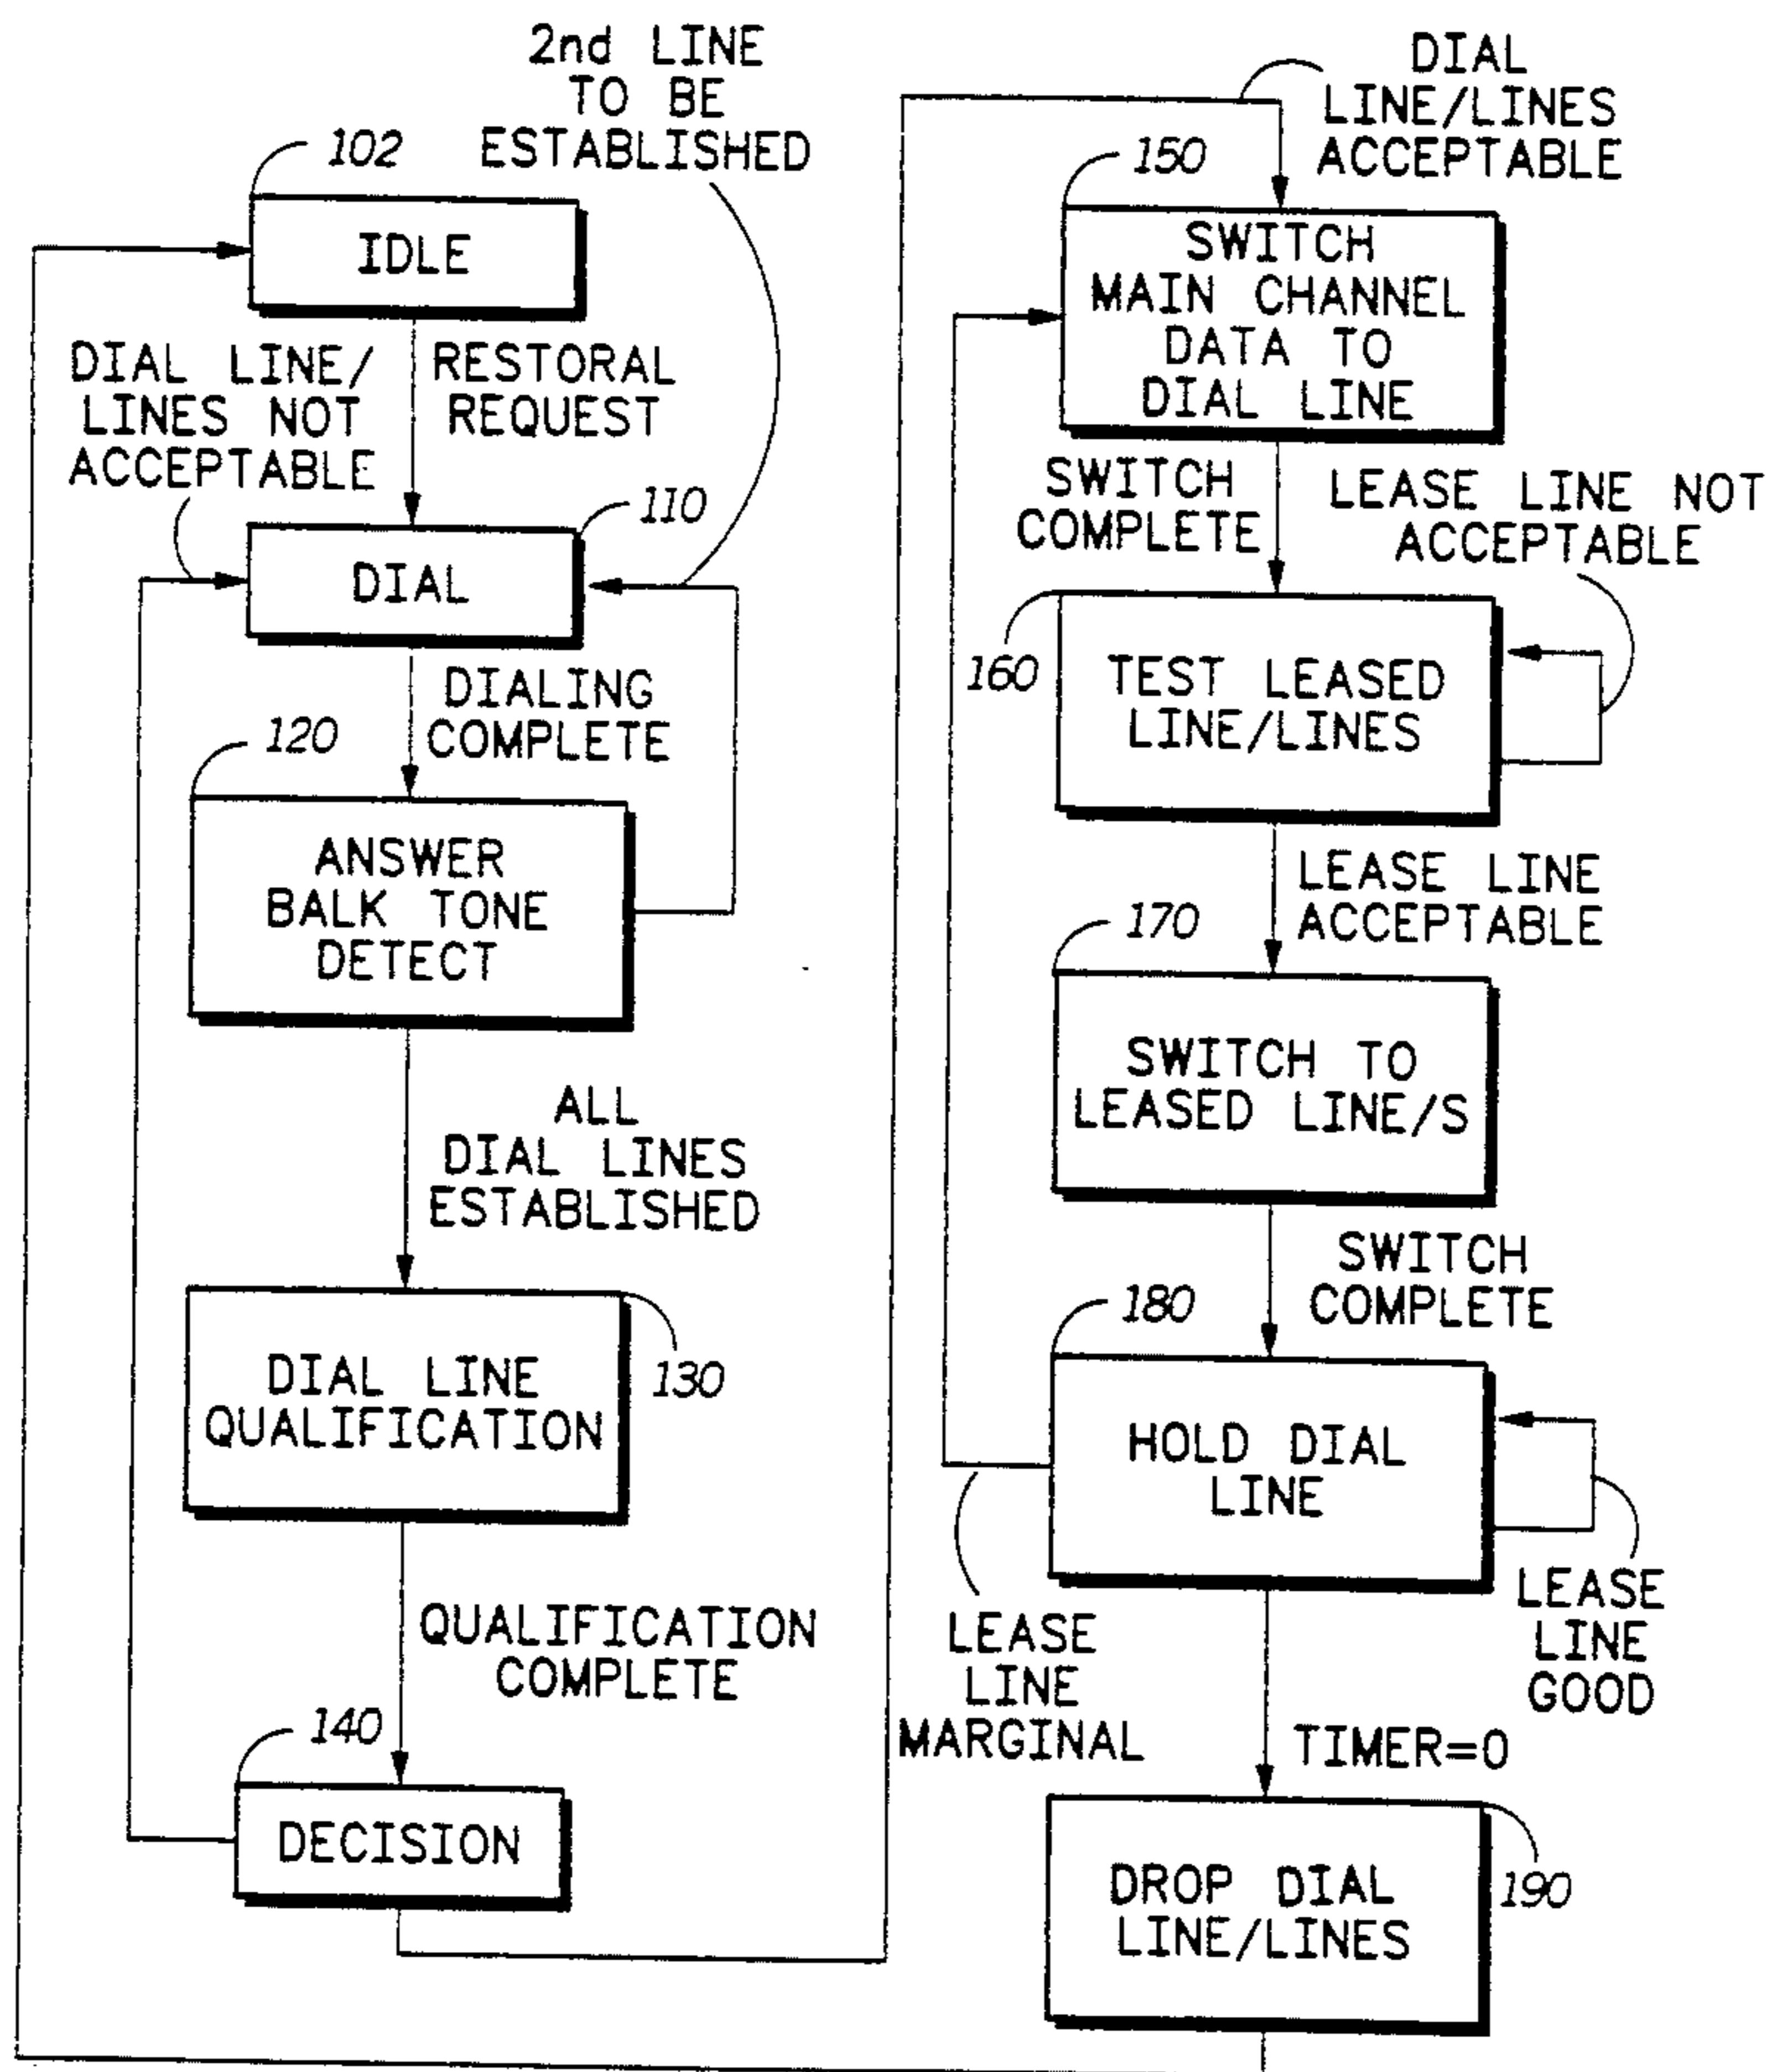 2nd LINE
TO BE
ESTABLISHED
102
IDLE
DIAL LINE/
LINES NOT
ACCEPTABLE
RESTORAL
REQUEST
110
DIAL
DIALING
COMPLETE
120
ANSWER
BALK TONE
DETECT
ALL
DIAL LINES
ESTABLISHED
DIAL LINE
QUALIFICATION
130
QUALIFICATION
COMPLETE
140
DECISION
DIAL
LINE/LINES
ACCEPTABLE
150
SWITCH
MAIN CHANNEL
DATA TO
DIAL LINE
SWITCH
COMPLETE
LEASE LINE NOT
ACCEPTABLE
160
TEST LEASED
LINE/LINES
LEASE LINE
ACCEPTABLE
170
SWITCH TO
LEASED LINE/S
SWITCH
COMPLETE
180
HOLD DIAL
LINE
LEASE
LINE
GOOD
LEASE
LINE
MARGINAL
TIMER=0
DROP DIAL
LINE/LINES
190